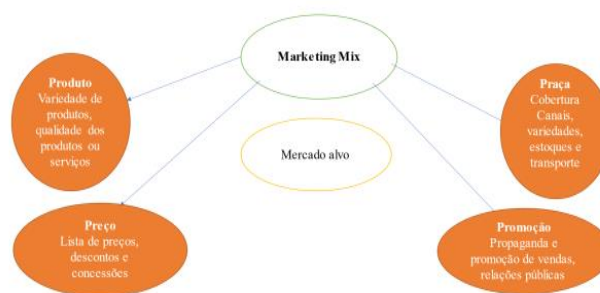 Marketing Mix
Produto
Variedade de
produtos,
qualidade dos
produtos ou
serviços
Praça
Cobertura
Canais,
variedades,
estoques e
transporte
Mercado alvo
Preço
Lista de preços,
descontos e
concessões
Promoção
Propaganda e
promoção de vendas,
relações públicas